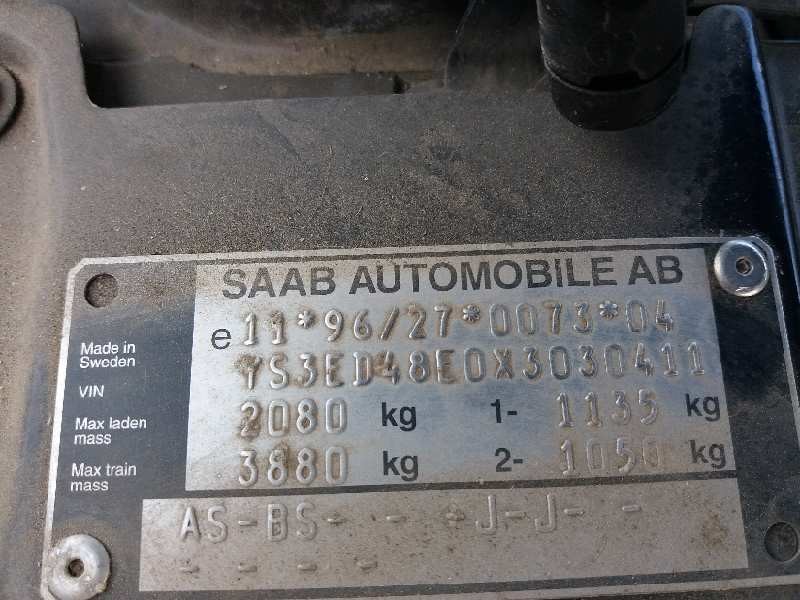 SAAB AUTOMOBILE AB
e 11*96/27*0073*04
Made in Sweden
VIN YS3ED48E0X3030411
Max laden mass 2080 kg 1- 1135 kg
Max train mass 3880 kg 2- 1050 kg
AS-BS- - -J-J- -
- - - -